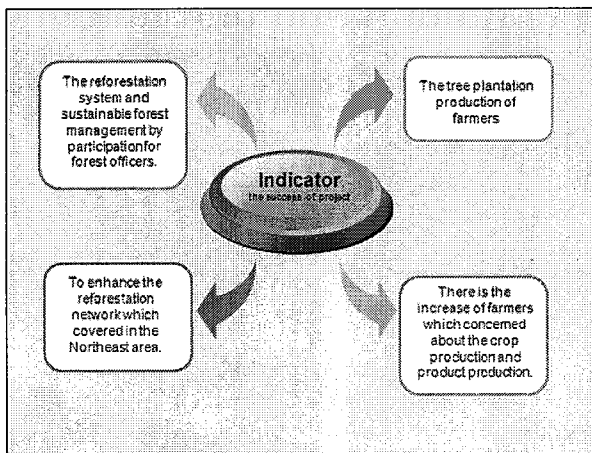 The reforestation
system and
sustainable forest
management by
participation for
forest officers.
The tree plantation
production of
farmers
Indicator
the success of project
To enhance the
reforestation
network which
covered in the
Northeast area.
There is the
increase of farmers
which concerned
about the crop
production and
product production.